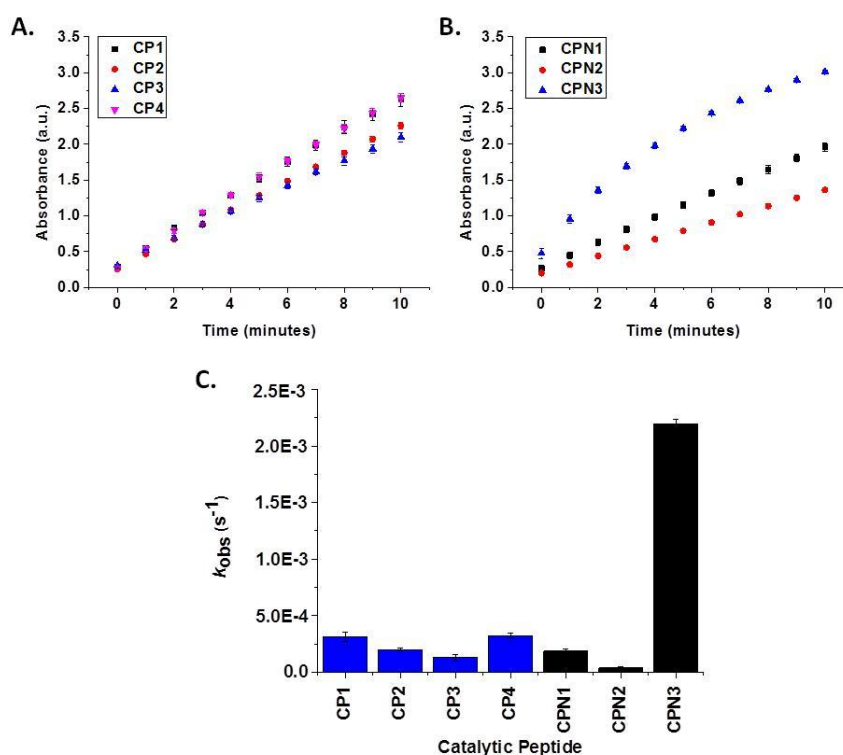 A.
CP1
CP2
CP3
CP4
3.5
3.0
2.5
2.0
1.5
1.0
0.5
0.0
Absorbance (a.u.)
0 2 4 6 8 10
Time (minutes)
B.
CPN1
CPN2
CPN3
3.5
3.0
2.5
2.0
1.5
1.0
0.5
0.0
Absorbance (a.u.)
0 2 4 6 8 10
Time (minutes)
C.
2.5E-3
2.0E-3
1.5E-3
1.0E-3
5.0E-4
0.0
kobs (s-1)
CP1 CP2 CP3 CP4 CPN1 CPN2 CPN3
Catalytic Peptide